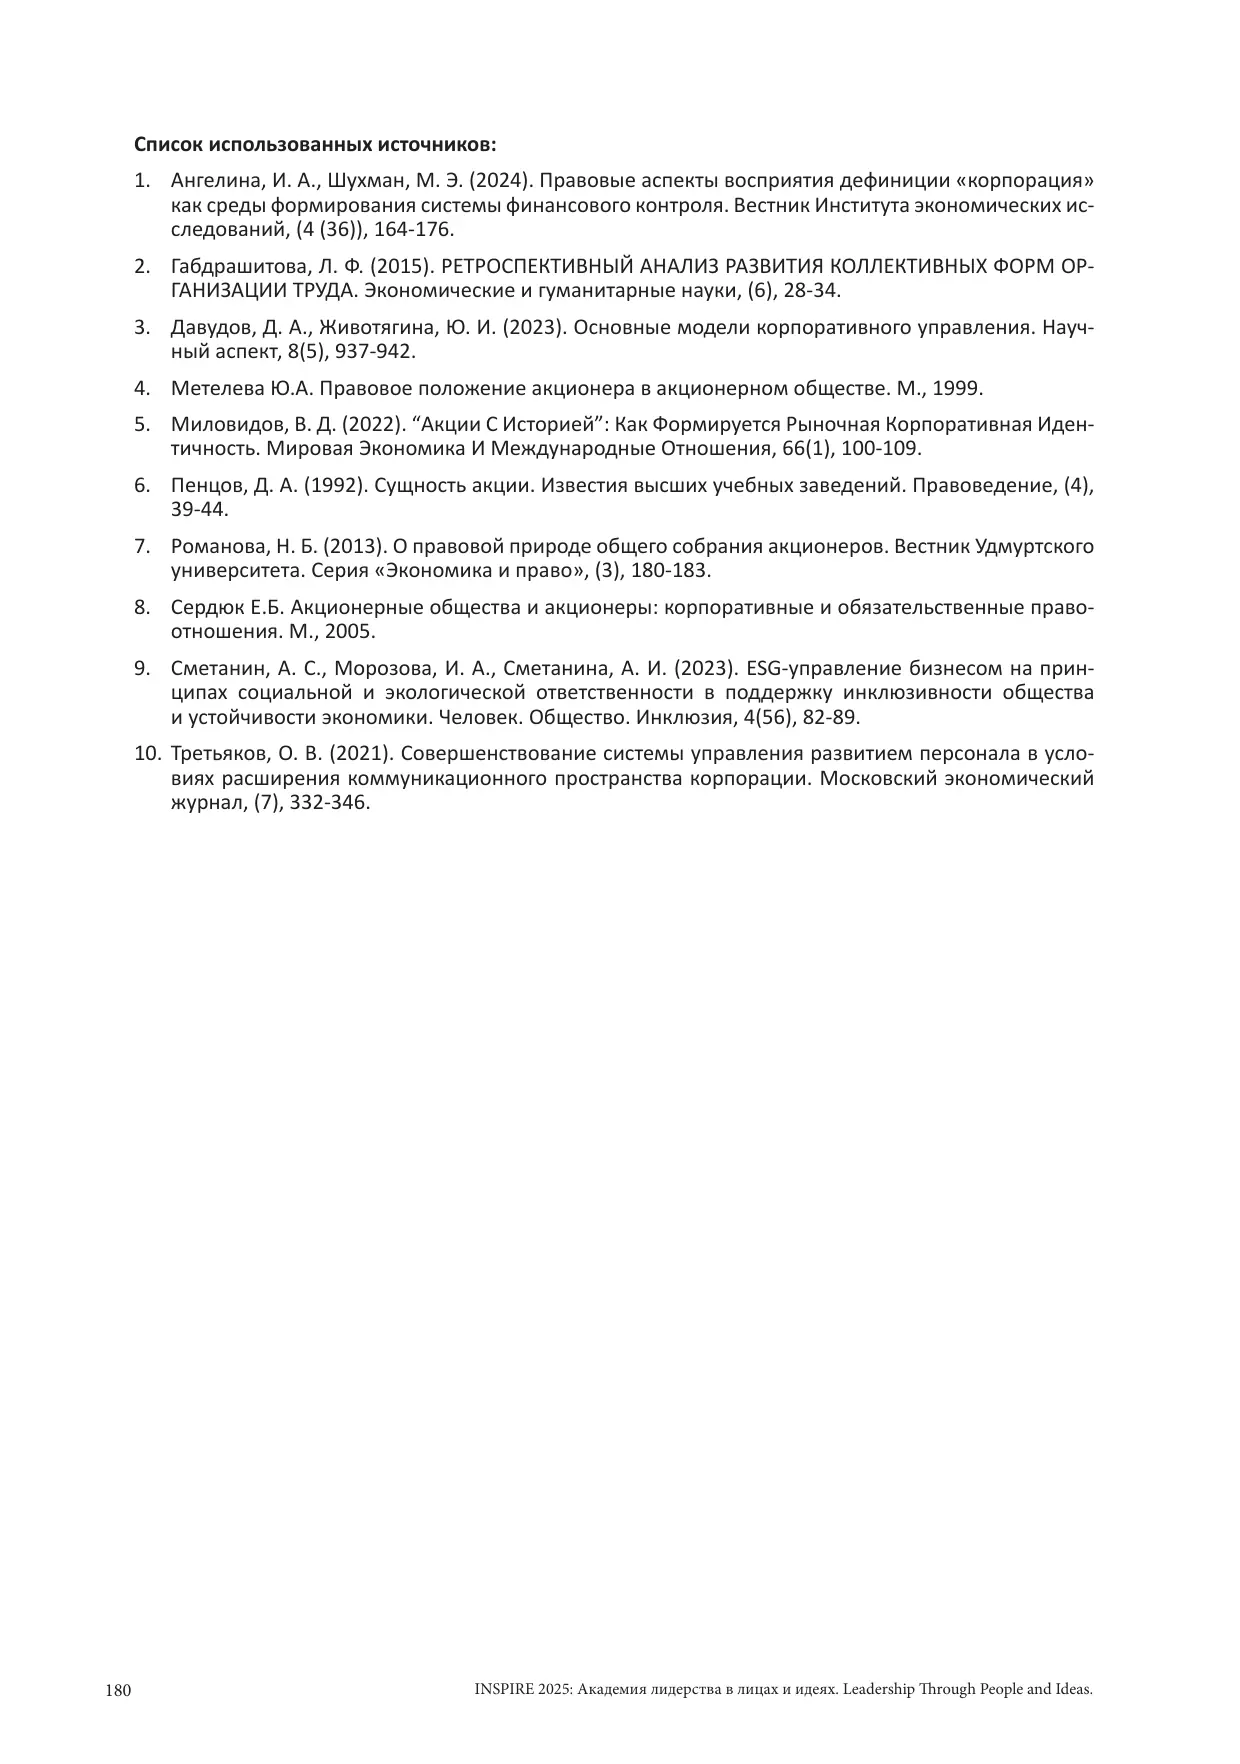 Список использованных источников:
1. Ангелина, И. А., Шухман, М. Э. (2024). Правовые аспекты восприятия дефиниции «корпорация»
как среды формирования системы финансового контроля. Вестник Института экономических ис-
следований, (4 (36)), 164-176.
2. Габдрашитова, Л. Ф. (2015). РЕТРОСПЕКТИВНЫЙ АНАЛИЗ РАЗВИТИЯ КОЛЛЕКТИВНЫХ ФОРМ ОР-
ГАНИЗАЦИИ ТРУДА. Экономические и гуманитарные науки, (6), 28-34.
3. Давудов, Д. А., Животягина, Ю. И. (2023). Основные модели корпоративного управления. Науч-
ный аспект, 8(5), 937-942.
4. Метелева Ю.А. Правовое положение акционера в акционерном обществе. М., 1999.
5. Миловидов, В. Д. (2022). “Акции С Историей”: Как Формируется Рыночная Корпоративная Иден-
тичность. Мировая Экономика И Международные Отношения, 66(1), 100-109.
6. Пенцов, Д. А. (1992). Сущность акции. Известия высших учебных заведений. Правоведение, (4),
39-44.
7. Романова, Н. Б. (2013). О правовой природе общего собрания акционеров. Вестник Удмуртского
университета. Серия «Экономика и право», (3), 180-183.
8. Сердюк Е.Б. Акционерные общества и акционеры: корпоративные и обязательственные право-
отношения. М., 2005.
9. Сметанин, А. С., Морозова, И. А., Сметанина, А. И. (2023). ESG-управление бизнесом на прин-
ципах социальной и экологической ответственности в поддержку инклюзивности общества
и устойчивости экономики. Человек. Общество. Инклюзия, 4(56), 82-89.
10. Третьяков, О. В. (2021). Совершенствование системы управления развитием персонала в усло-
виях расширения коммуникационного пространства корпорации. Московский экономический
журнал, (7), 332-346.
180
INSPIRE 2025: Академия лидерства в лицах и идеях. Leadership Through People and Ideas.